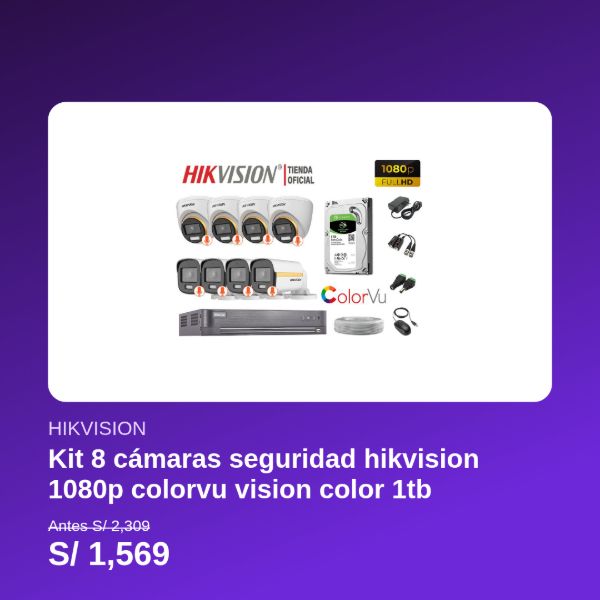 HIKVISION TIENDA OFICIAL
1080p
FULL HD
ColorVu
HIKVISION
Kit 8 cámaras seguridad hikvision
1080p colorvu vision color 1tb
Antes S/ 2,309
S/ 1,569